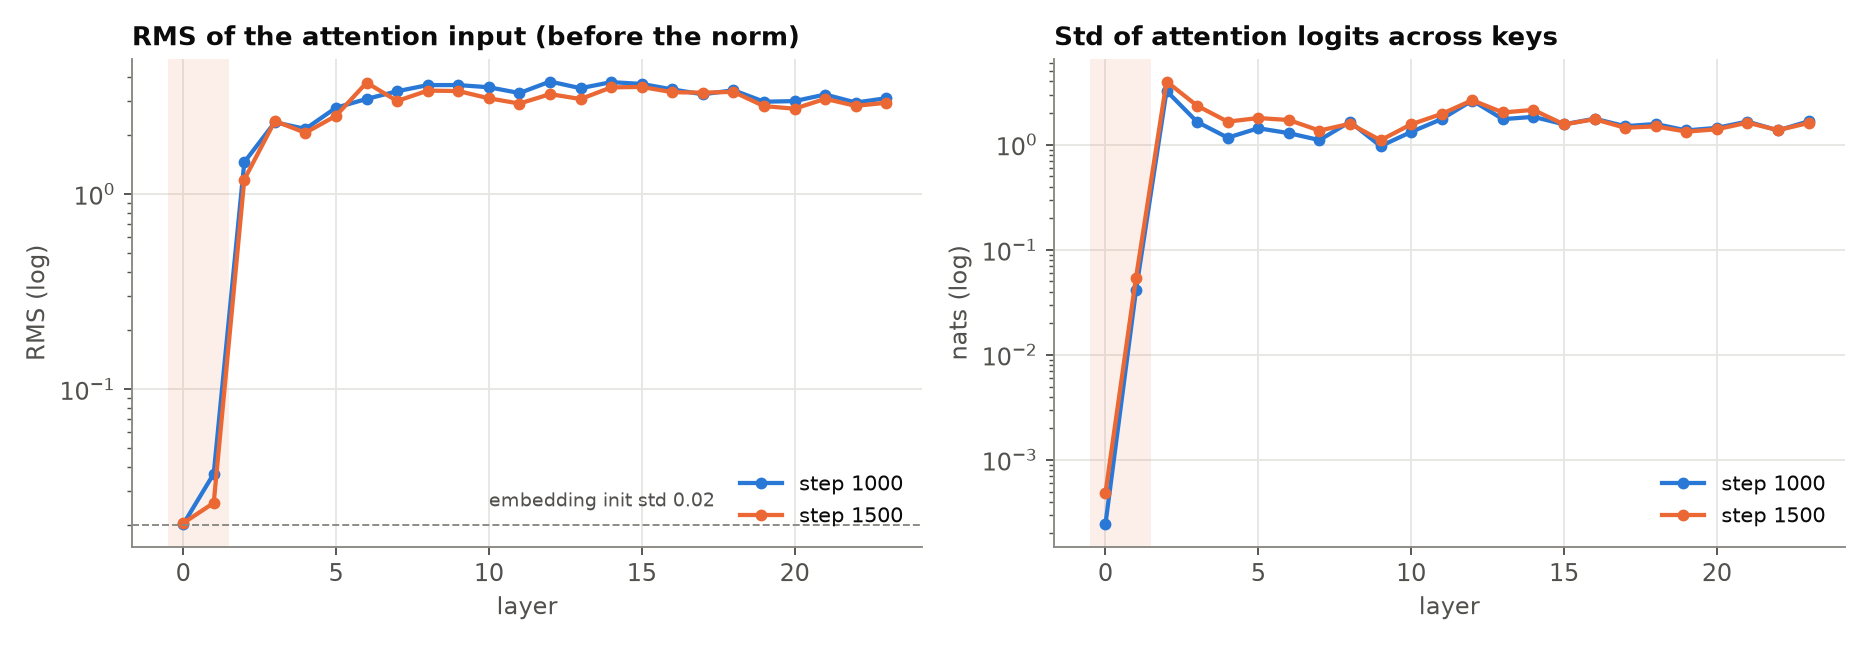 RMS of the attention input (before the norm)
RMS (log)
10⁰
10⁻¹
embedding init std 0.02
step 1000
step 1500
0 5 10 15 20
layer
Std of attention logits across keys
nats (log)
10⁰
10⁻¹
10⁻²
10⁻³
step 1000
step 1500
0 5 10 15 20
layer